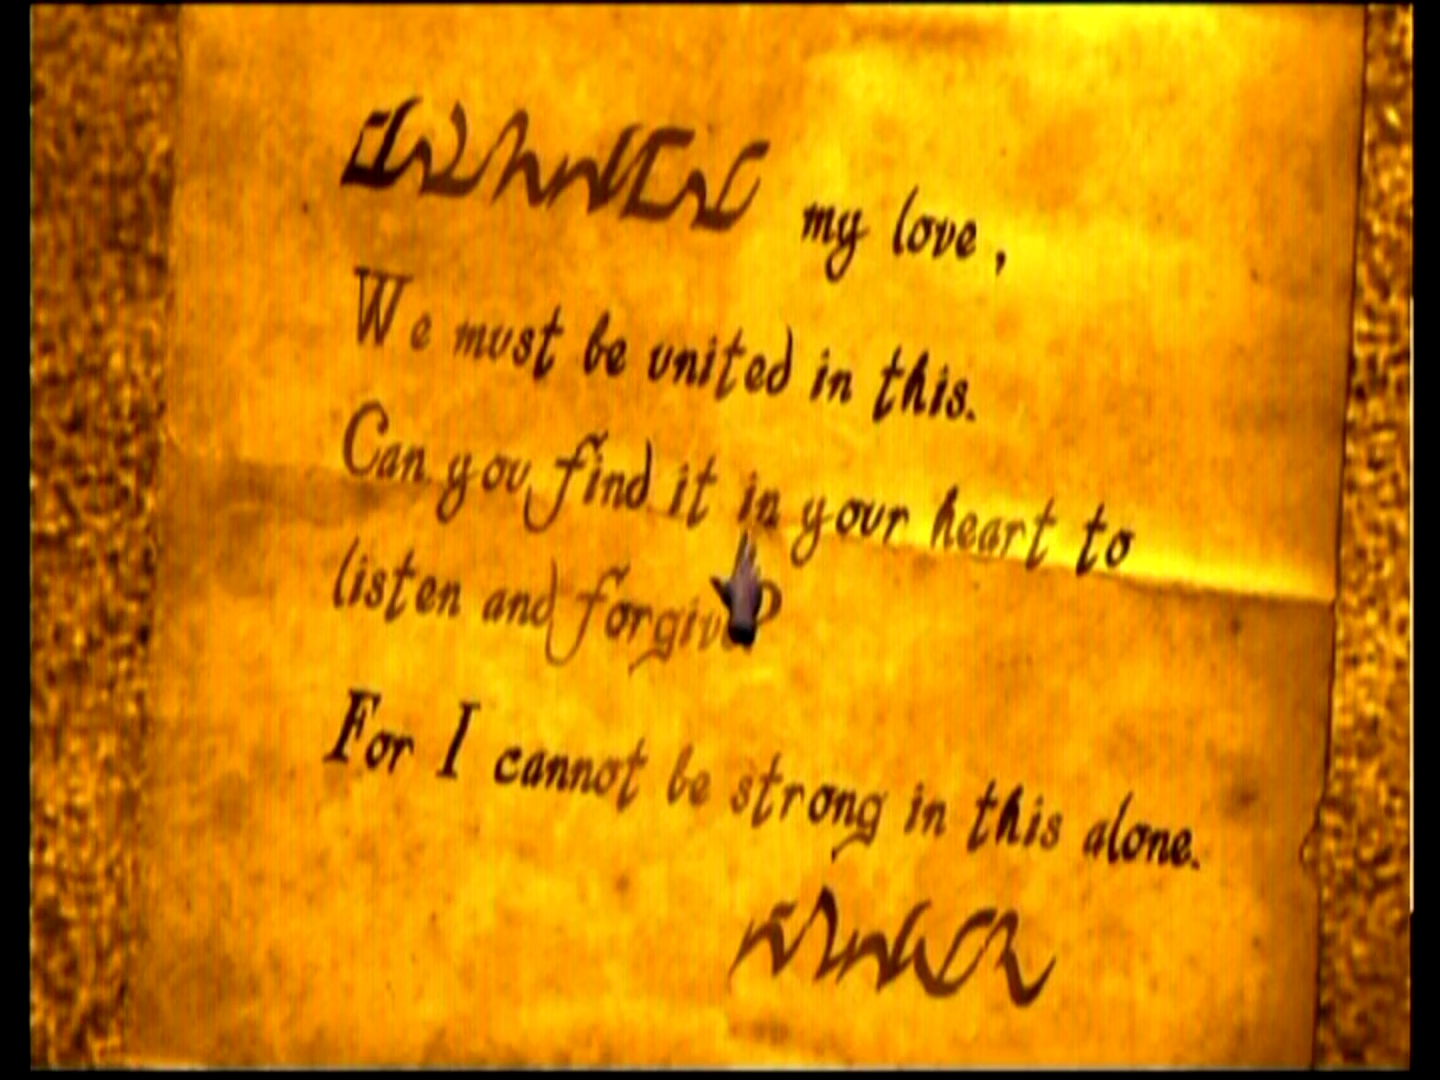 my love,
We must be united in this.
Can you find it in your heart to
listen and forgive?
For I cannot be strong in this alone.